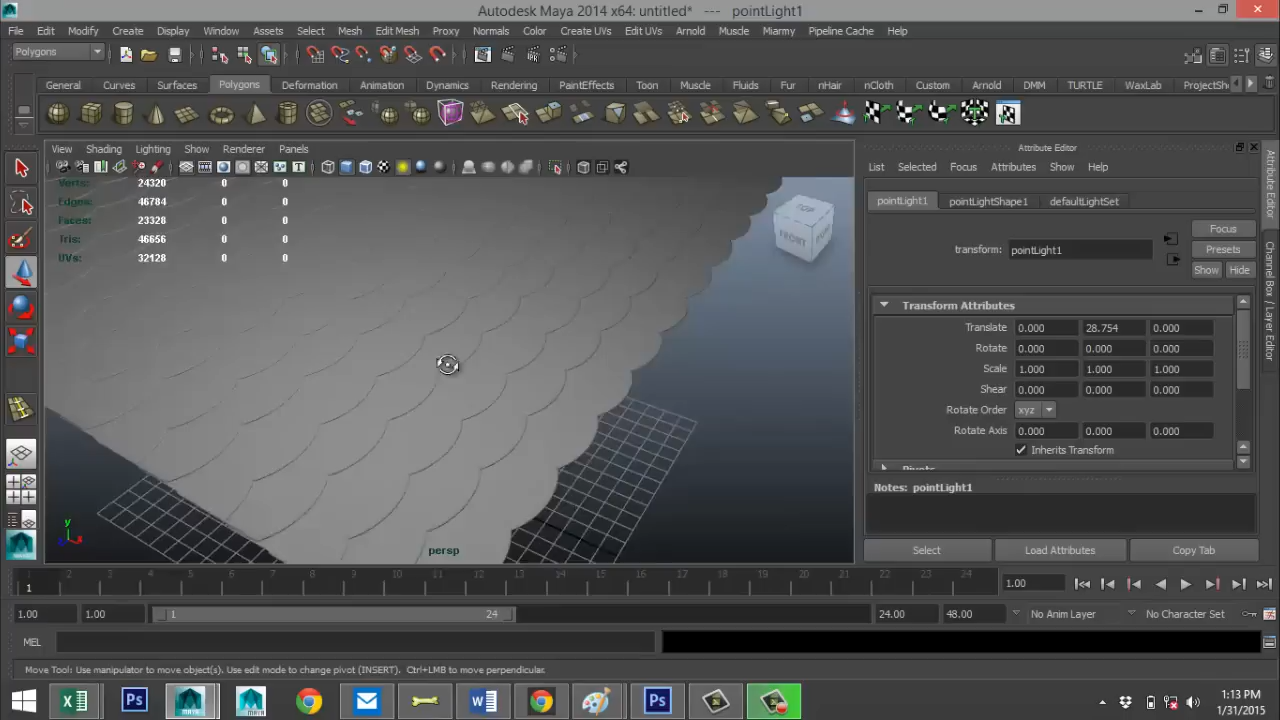 Autodesk Maya 2014 x64: untitled* --- pointLight1
File Edit Modify Create Display Window Assets Select Mesh Edit Mesh Proxy Normals Color Create UVs Edit UVs Arnold Muscle Miarmy Pipeline Cache Help
Polygons
General Curves Surfaces Polygons Deformation Animation Dynamics Rendering PaintEffects Toon Muscle Fluids Fur nHair nCloth Custom Arnold DMM TURTLE WaxLab ProjectSh
View Shading Lighting Show Renderer Panels
Verts: 24320 0 0
Edges: 46784 0 0
Faces: 23328 0 0
Tris: 46656 0 0
UVs: 32128 0 0
TOP
FRONT
y
persp
Attribute Editor
List Selected Focus Attributes Show Help
pointLight1 pointLightShape1 defaultLightSet
Focus
Presets
transform: pointLight1
Show Hide
Transform Attributes
Translate 0.000 28.754 0.000
Rotate 0.000 0.000 0.000
Scale 1.000 1.000 1.000
Shear 0.000 0.000 0.000
Rotate Order xyz
Rotate Axis 0.000 0.000 0.000
Inherits Transform
Notes: pointLight1
Select Load Attributes Copy Tab
Attribute Editor
Channel Box / Layer Editor
1 2 3 4 5 6 7 8 9 10 11 12 13 14 15 16 17 18 19 20 21 22 23 24
1
1.00
1.00 1.00 1 24 24.00 48.00 No Anim Layer No Character Set
MEL
Move Tool: Use manipulator to move object(s). Use edit mode to change pivot (INSERT). Ctrl+LMB to move perpendicular.
1:13 PM
1/31/2015